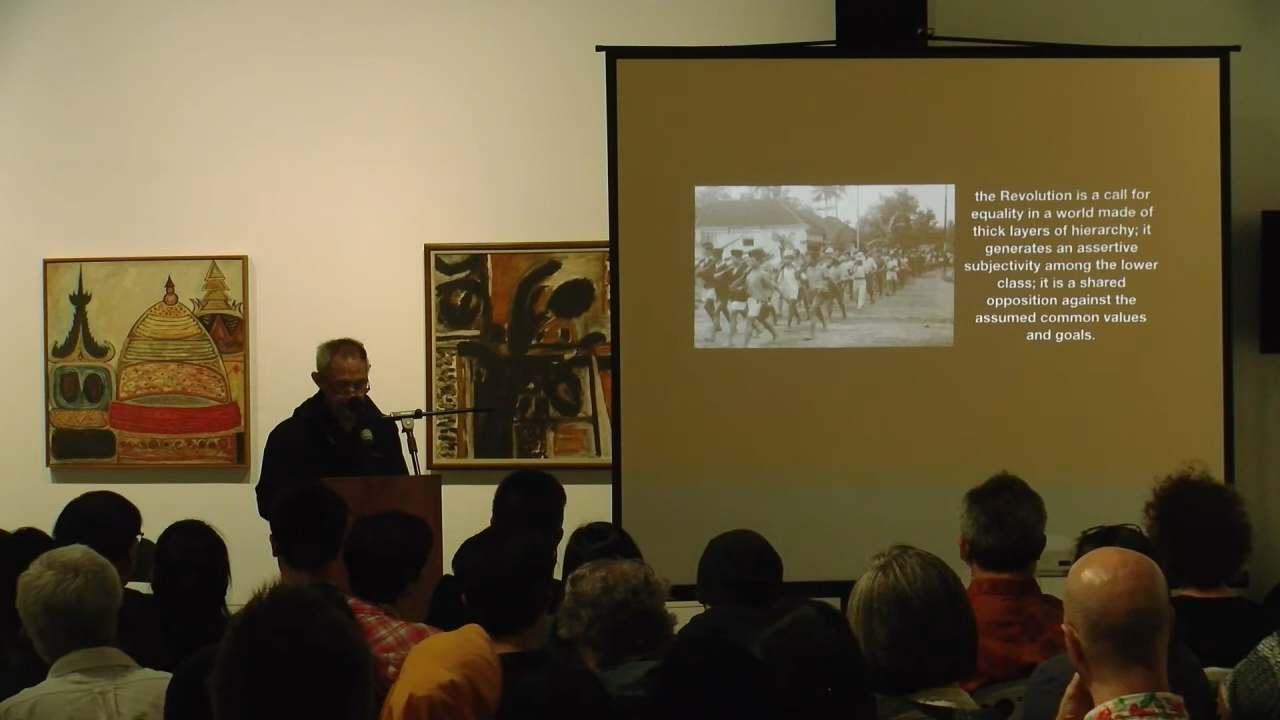 the Revolution is a call for
equality in a world made of
thick layers of hierarchy; it
generates an assertive
subjectivity among the lower
class; it is a shared
opposition against the
assumed common values
and goals.